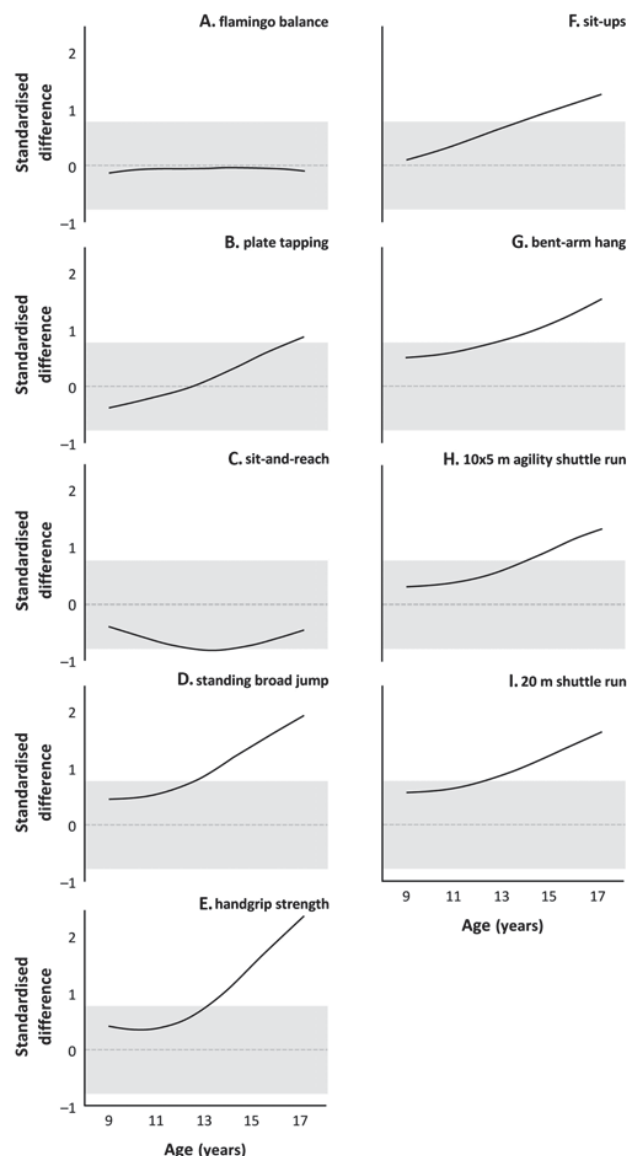 A. flamingo balance
Standardised
difference
2
1
0
−1
B. plate tapping
Standardised
difference
2
1
0
−1
C. sit-and-reach
Standardised
difference
2
1
0
−1
D. standing broad jump
Standardised
difference
2
1
0
−1
E. handgrip strength
Standardised
difference
2
1
0
−1
9 11 13 15 17
Age (years)
F. sit-ups
G. bent-arm hang
H. 10x5 m agility shuttle run
I. 20 m shuttle run
9 11 13 15 17
Age (years)